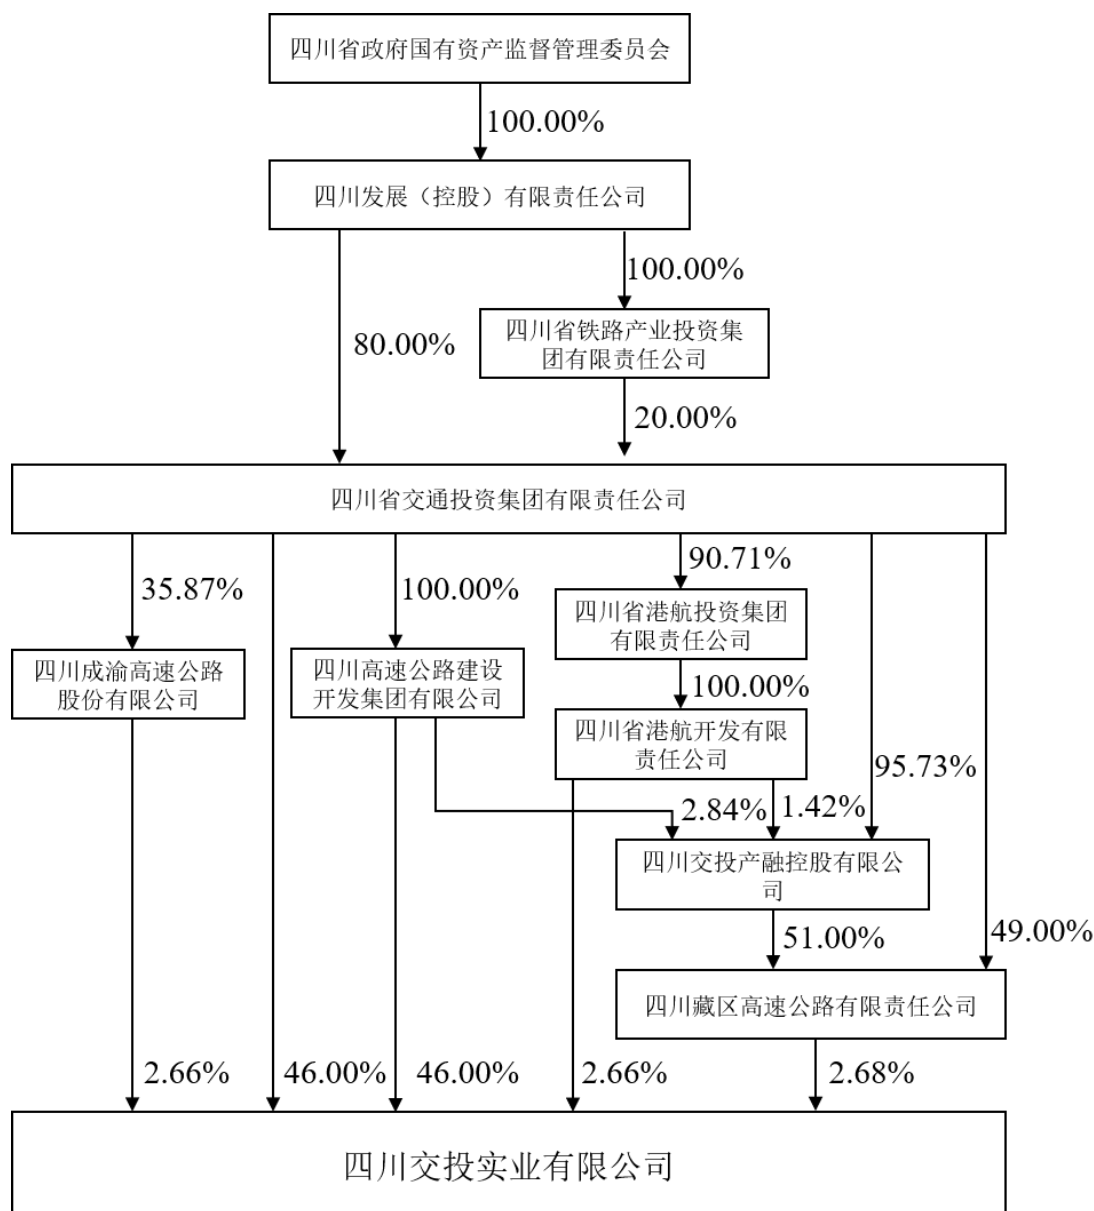 四川省政府国有资产监督管理委员会
100.00%
四川发展（控股）有限责任公司
100.00%
80.00%
四川省铁路产业投资集
团有限责任公司
20.00%
四川省交通投资集团有限责任公司
35.87%
100.00%
90.71%
四川省港航投资集团
有限责任公司
四川成渝高速公路
股份有限公司
四川高速公路建设
开发集团有限公司
100.00%
四川省港航开发有限
责任公司
95.73%
2.84%
1.42%
四川交投产融控股有限公
司
51.00%
49.00%
四川藏区高速公路有限责任公司
2.66%
46.00%
46.00%
2.66%
2.68%
四川交投实业有限公司